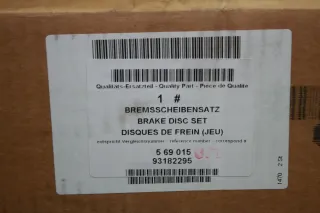 Qualitäts-Ersatzteil - Quality Part - Pièce de Qualité
1 #
BREMSSCHEIBENSATZ
BRAKE DISC SET
DISQUES DE FREIN (JEU)
5 69 015
93182295